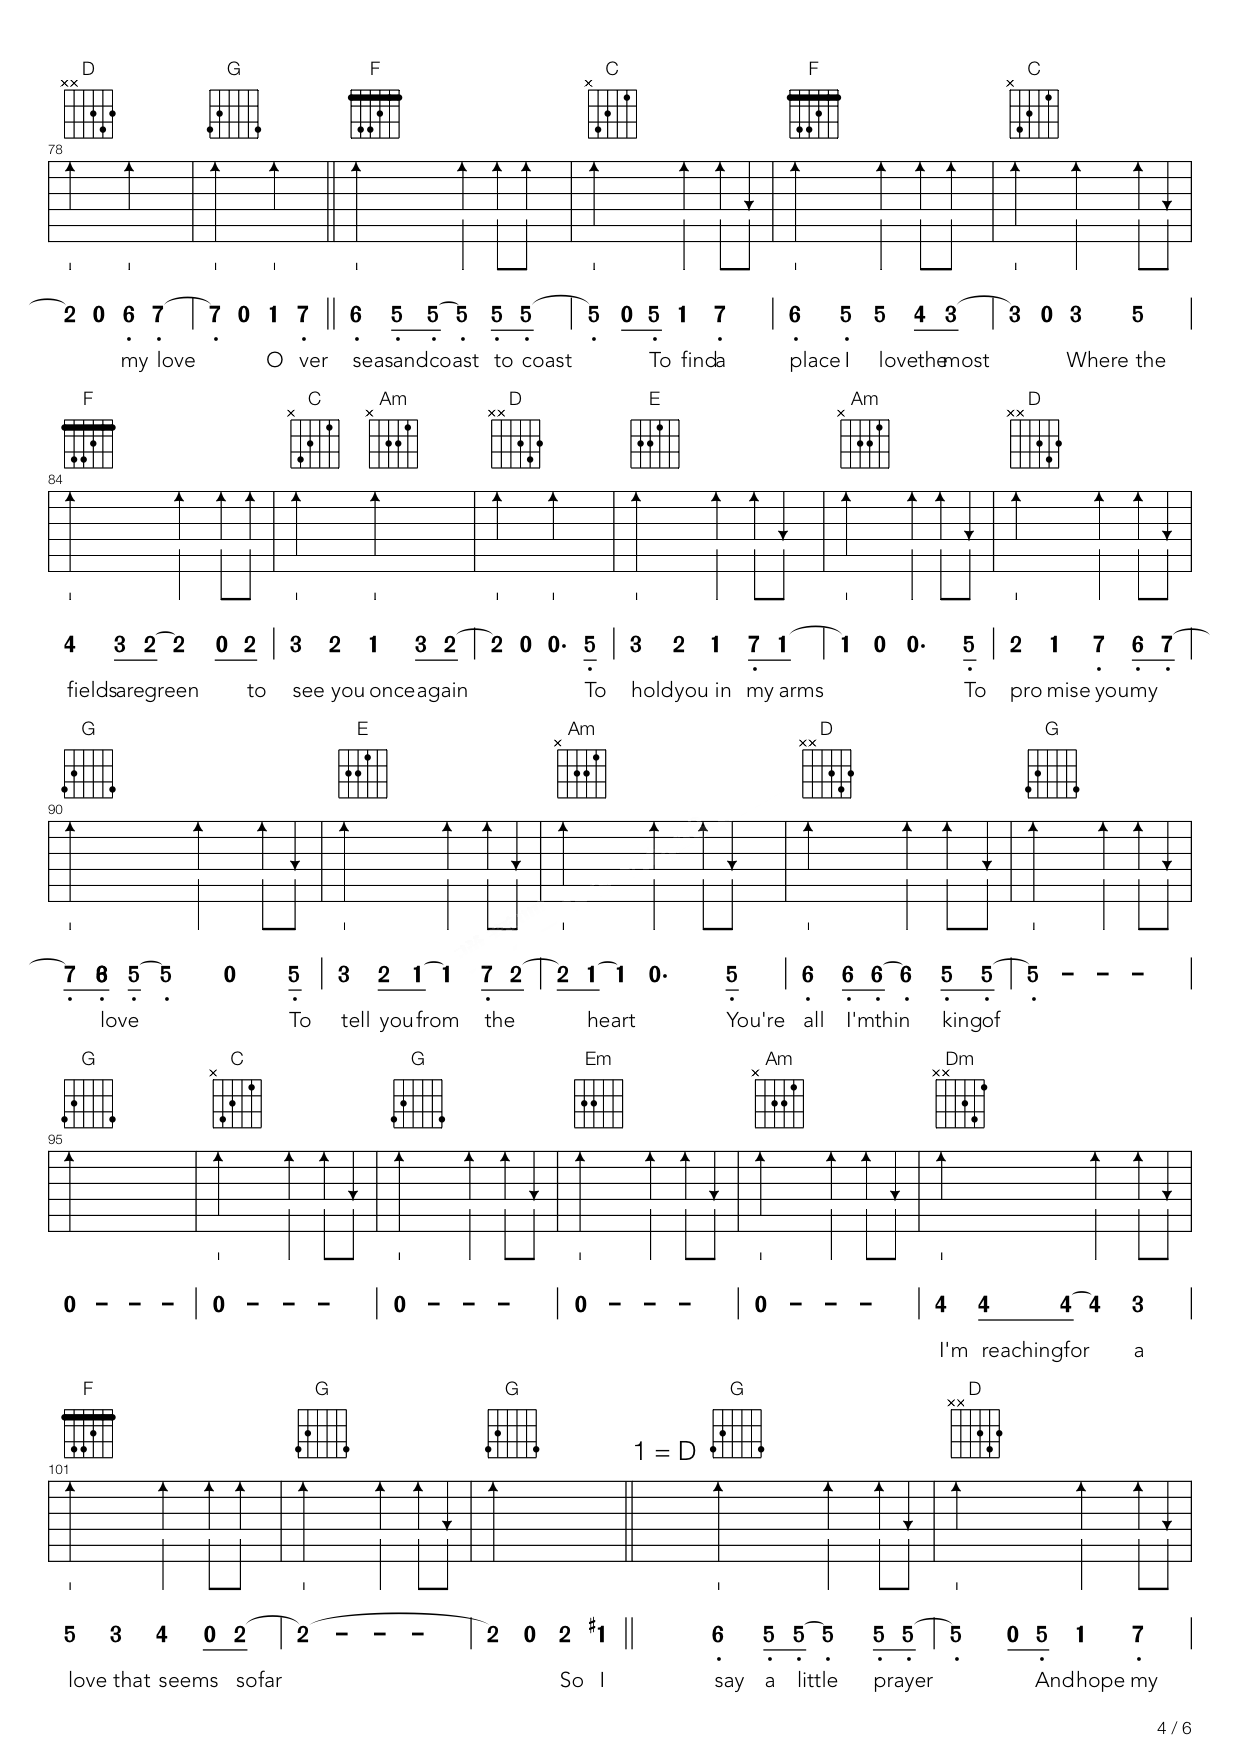 D G F C F C
78
2 0 6 7 | 7 0 1 7 || 6 5 5 5 5 5 | 5 0 5 1 7 | 6 5 5 4 3 | 3 0 3 5 |
my love O ver seasandcoast to coast To finda place I lovethemost Where the
F C Am D E Am D
84
4 3 2 2 0 2 | 3 2 1 3 2 | 2 0 0· 5 | 3 2 1 7 1 | 1 0 0· 5 | 2 1 7 6 7 |
fieldsaregreen to see you onceagain To holdyou in my arms To pro mise youmy
G E Am D G
90
7 6 5 5 0 5 | 3 2 1 1 7 2 | 2 1 1 0· 5 | 6 6 6 6 5 5 | 5 – – – |
love To tell youfrom the heart You're all I'mthin kingof
G C G Em Am Dm
95
0 – – – | 0 – – – | 0 – – – | 0 – – – | 0 – – – | 4 4 4 4 3 |
I'm reachingfor a
F G G G D
1 = D
101
5 3 4 0 2 | 2 – – – | 2 0 2 #1 || 6 5 5 5 5 5 | 5 0 5 1 7 |
love that seems sofar So I say a little prayer Andhope my
4 / 6